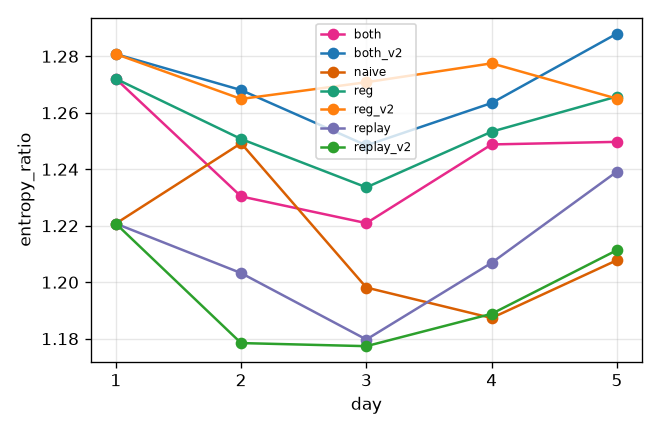 both
both_v2
naive
reg
reg_v2
replay
replay_v2
1.28
1.26
1.24
1.22
1.20
1.18
entropy_ratio
1 2 3 4 5
day